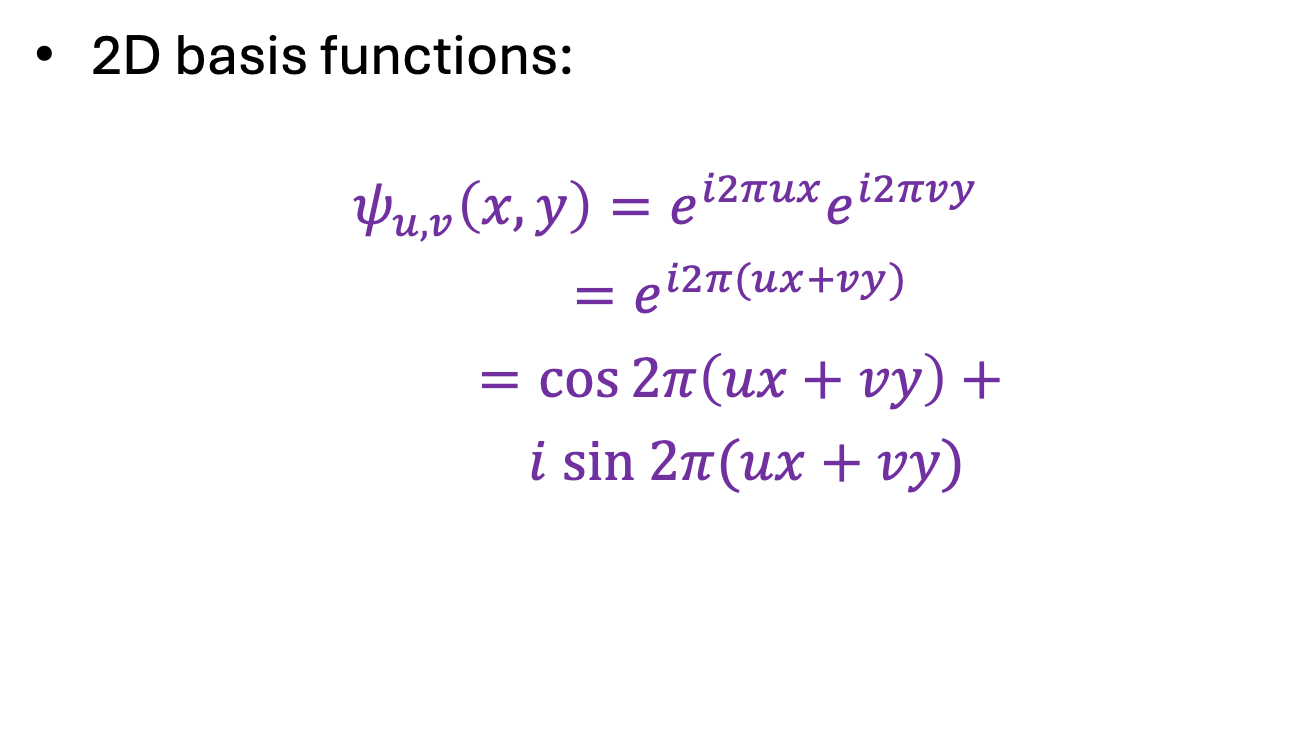 • 2D basis functions:
ψ_{u,v}(x, y) = e^{i2πux} e^{i2πvy}
= e^{i2π(ux+vy)}
= cos 2π(ux + vy) +
i sin 2π(ux + vy)